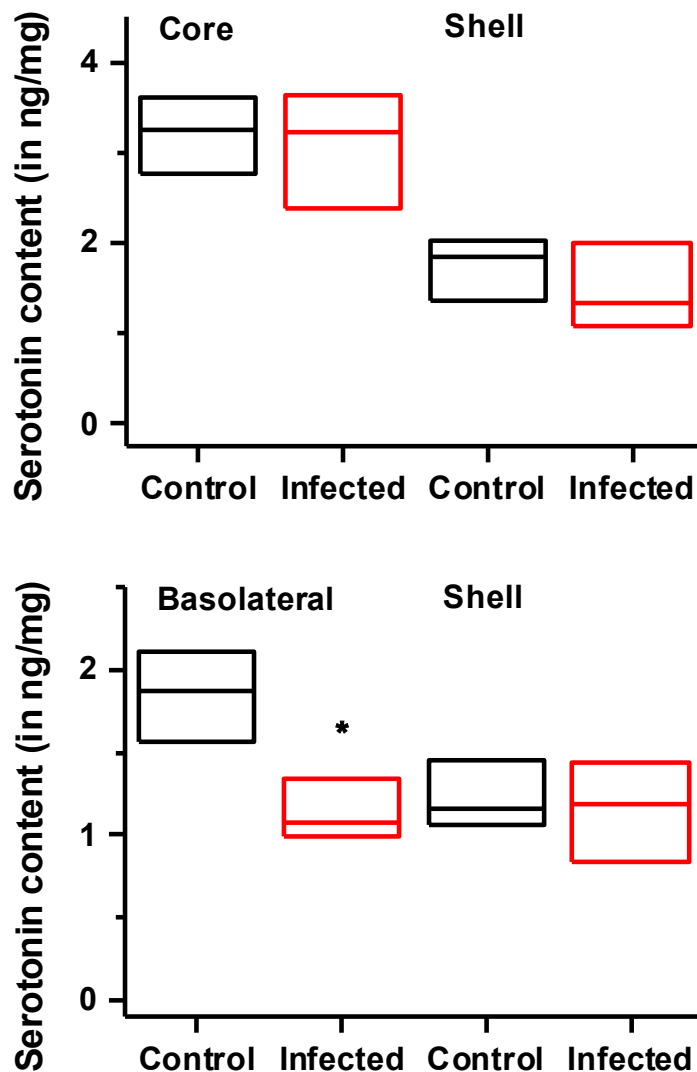 Core Shell
Serotonin content (in ng/mg)
4
2
0
Control Infected Control Infected
Basolateral Shell
Serotonin content (in ng/mg)
2
*
1
0
Control Infected Control Infected